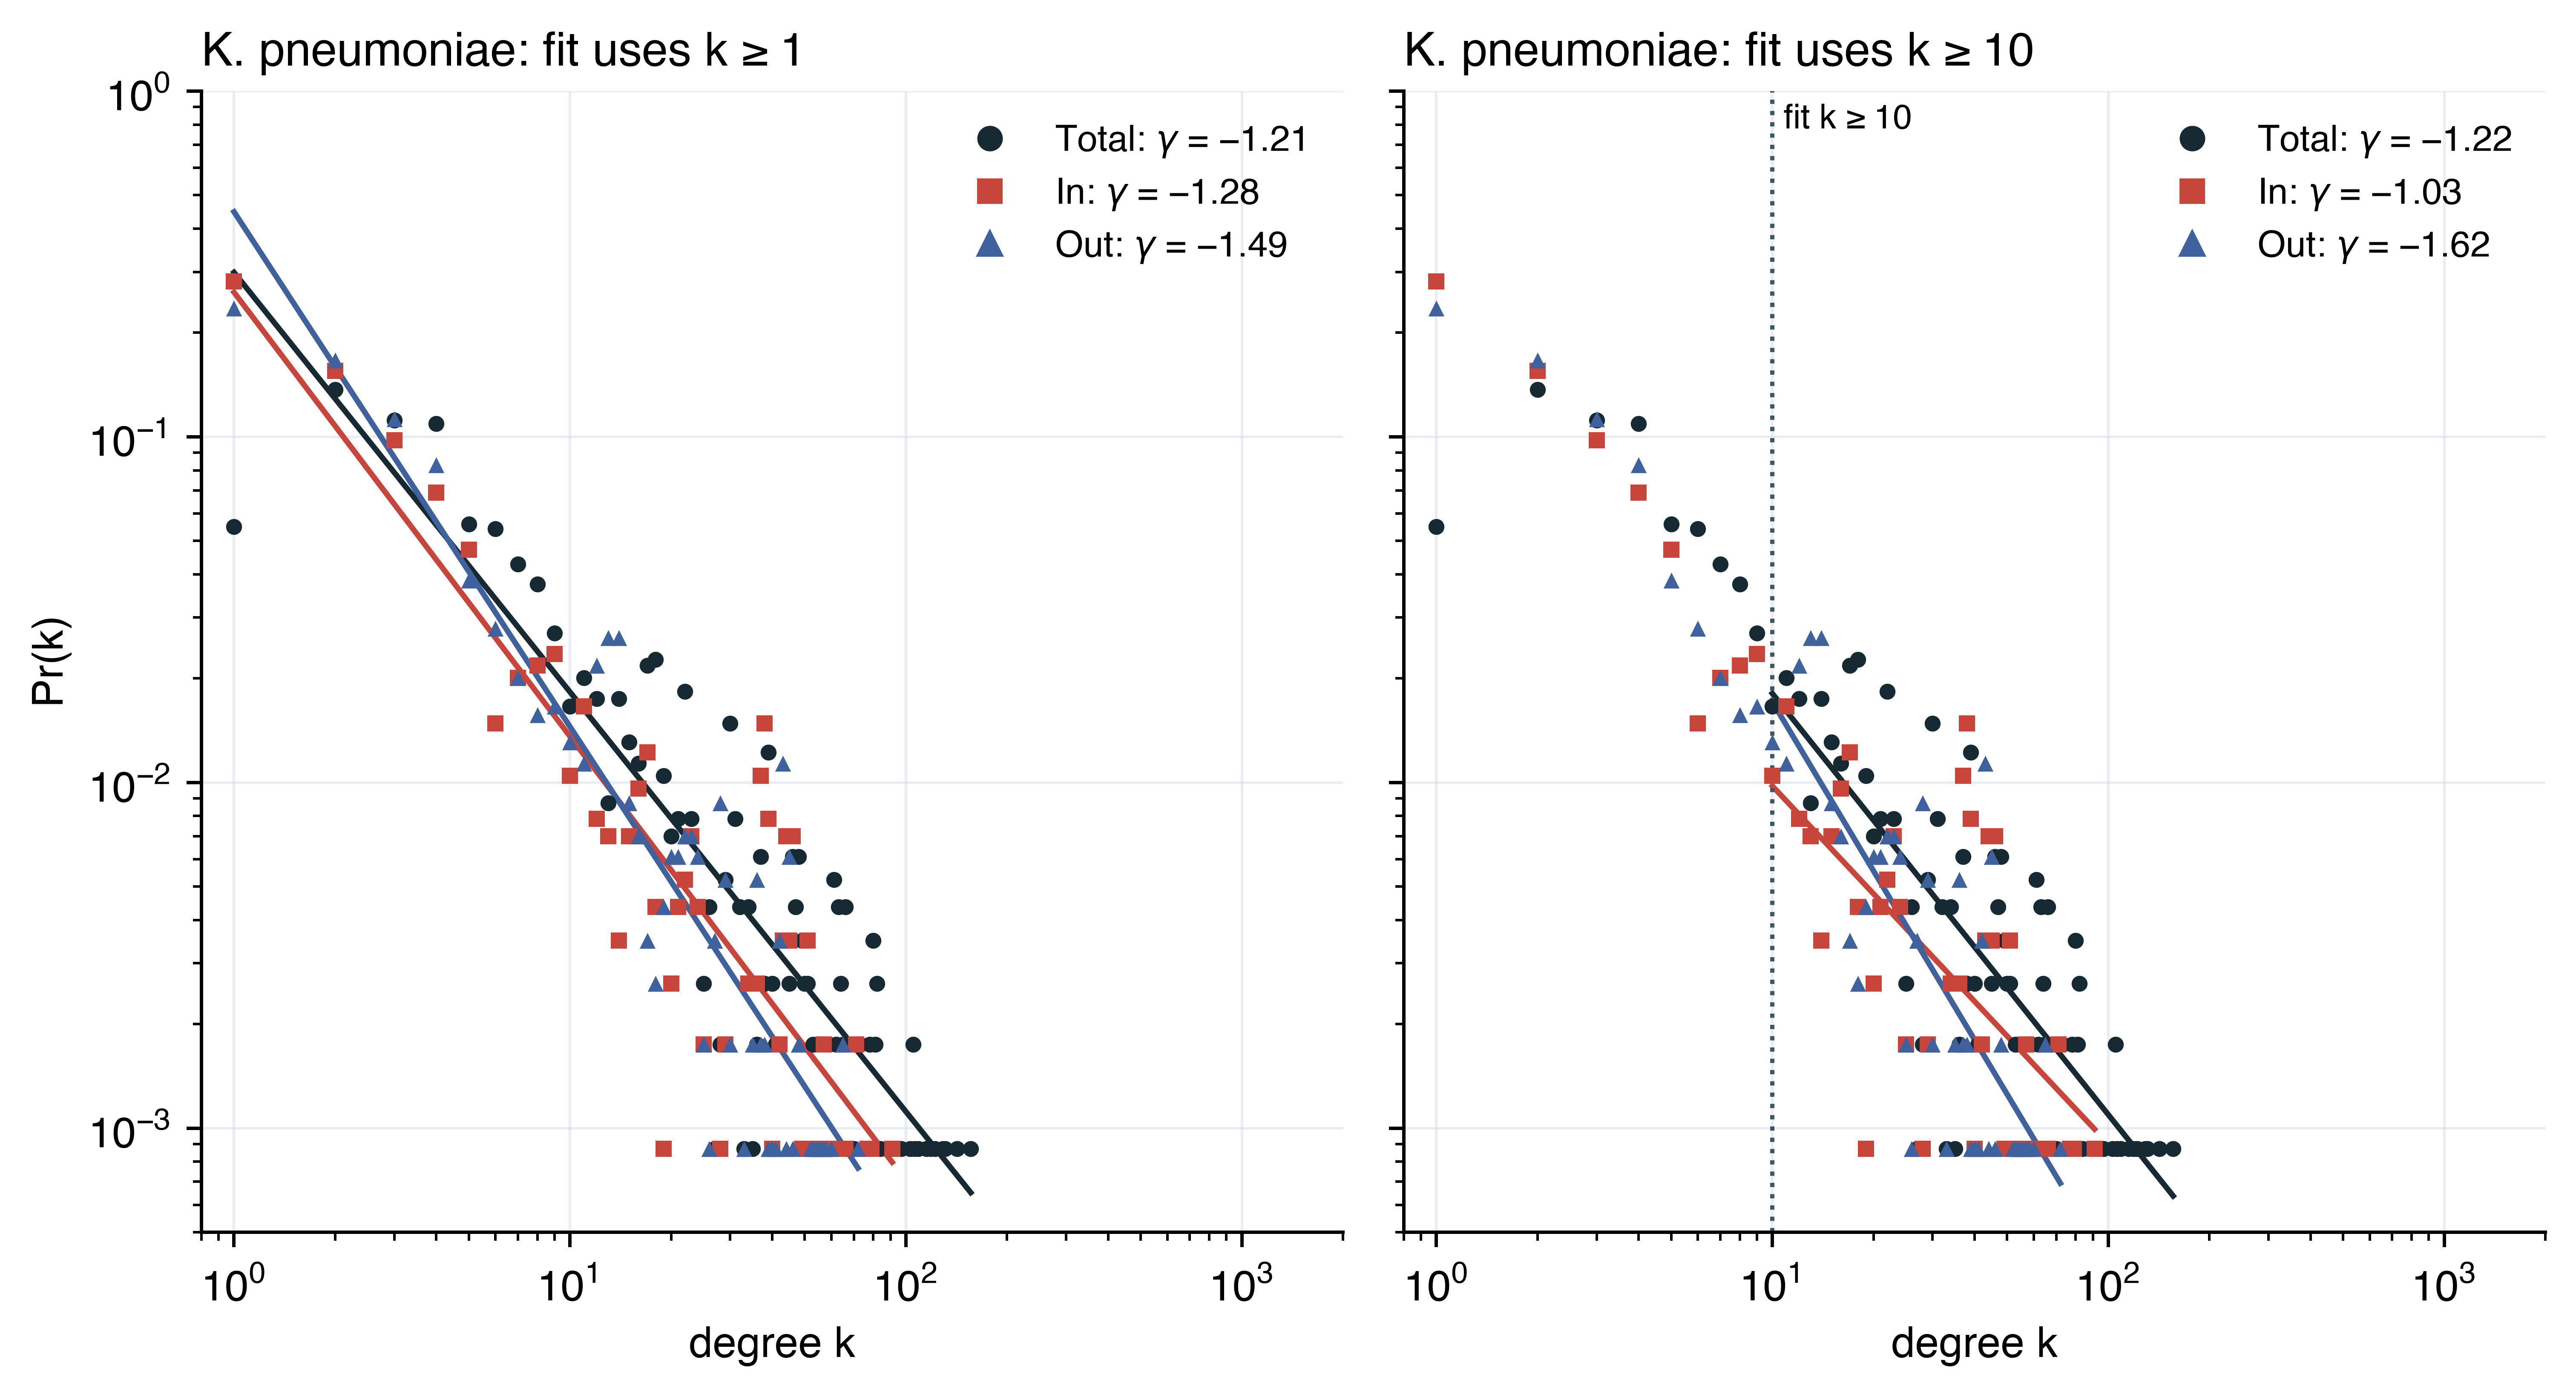 K. pneumoniae: fit uses k ≥ 1
10⁰
10⁻¹
10⁻²
10⁻³
Pr(k)
Total: γ = −1.21
In: γ = −1.28
Out: γ = −1.49
10⁰ 10¹ 10² 10³
degree k
K. pneumoniae: fit uses k ≥ 10
fit k ≥ 10
Total: γ = −1.22
In: γ = −1.03
Out: γ = −1.62
10⁰ 10¹ 10² 10³
degree k